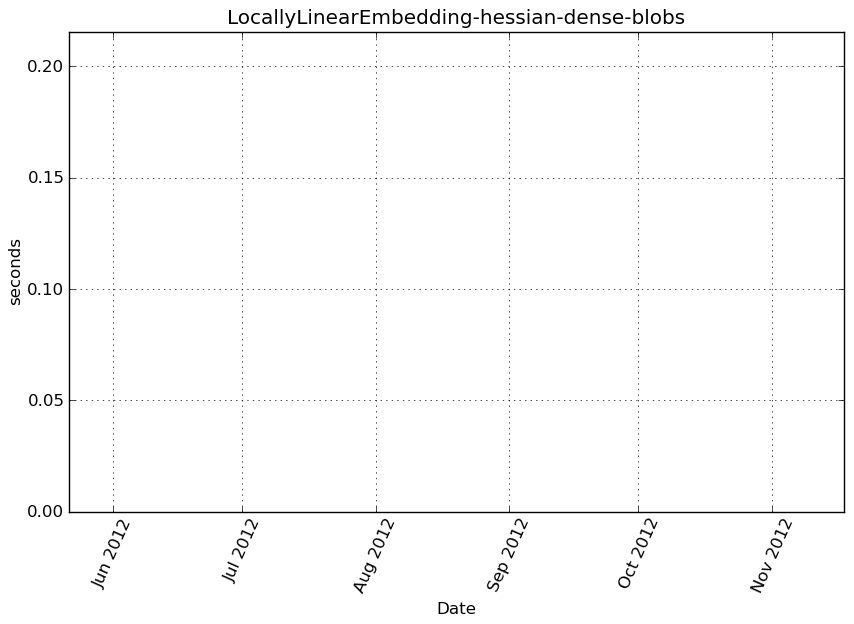 LocallyLinearEmbedding-hessian-dense-blobs
0.20
0.15
0.10
0.05
0.00
seconds
Jun 2012
Jul 2012
Aug 2012
Sep 2012
Oct 2012
Nov 2012
Date